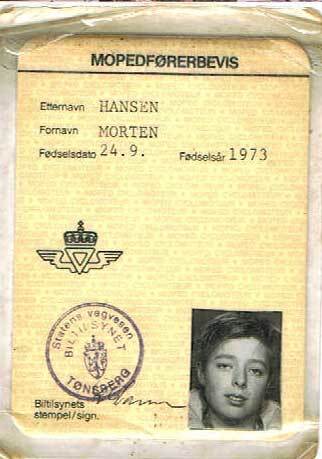 MOPEDFØRERBEVIS
Etternavn HANSEN
Fornavn MORTEN
Fødselsdato 24.9. Fødselsår 1973
Statens vegvesen
BILTILSYNET
TØNSBERG
Biltilsynets
stempel/sign.